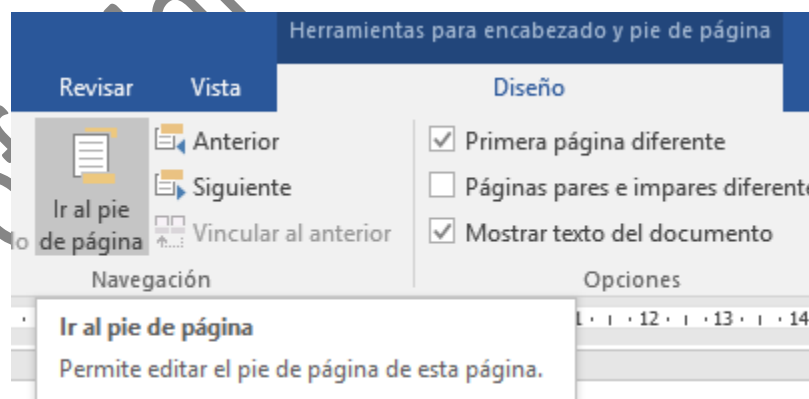 Herramientas para encabezado y pie de página
Revisar Vista Diseño
Anterior
Siguiente
Vincular al anterior
Ir al pie
de página
Navegación
Primera página diferente
Páginas pares e impares diferente
Mostrar texto del documento
Opciones
12 13 14
Ir al pie de página
Permite editar el pie de página de esta página.